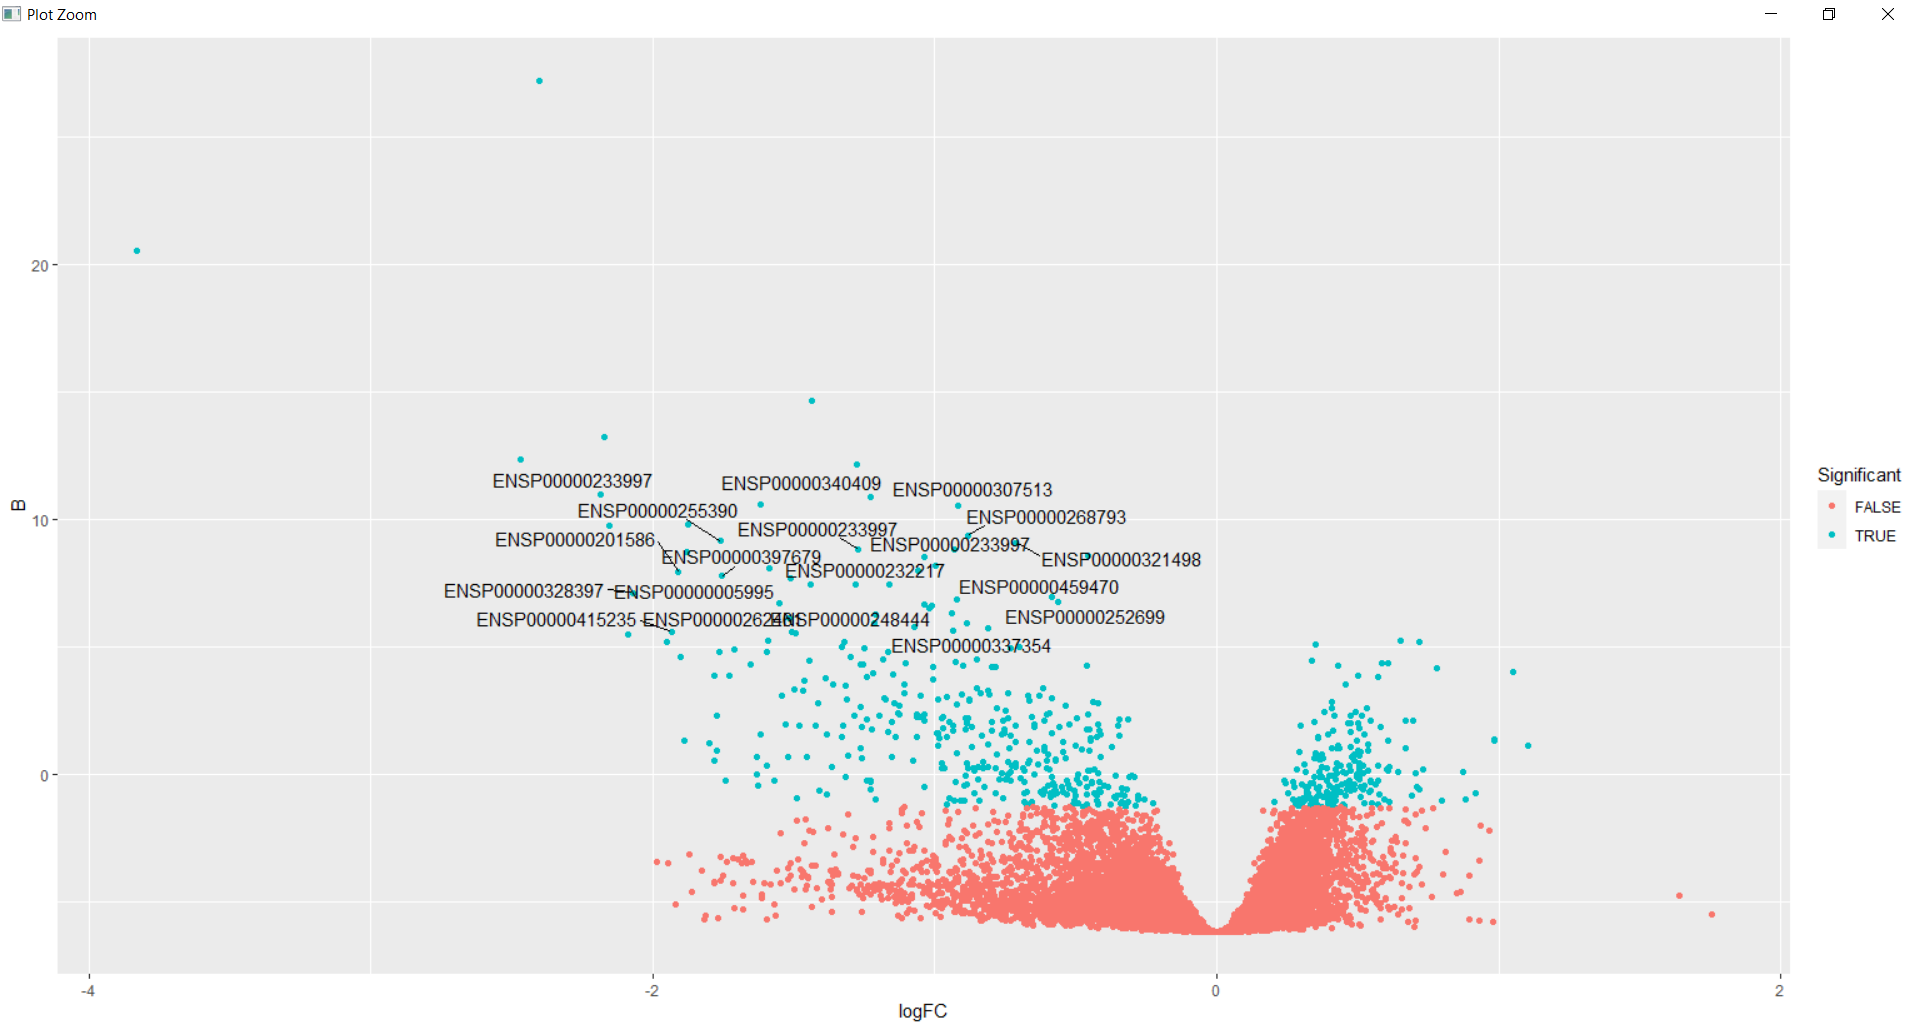 Plot Zoom
20
10
0
B
ENSP00000233997
ENSP00000340409
ENSP00000307513
ENSP00000255390
ENSP00000268793
ENSP00000233997
ENSP00000201586
ENSP00000233997
ENSP00000397679
ENSP00000321498
ENSP00000232217
ENSP00000328397
ENSP00000005995
ENSP00000459470
ENSP00000415235
ENSP00000248444
ENSP00000252699
ENSP00000337354
-4
-2
0
2
logFC
Significant
FALSE
TRUE